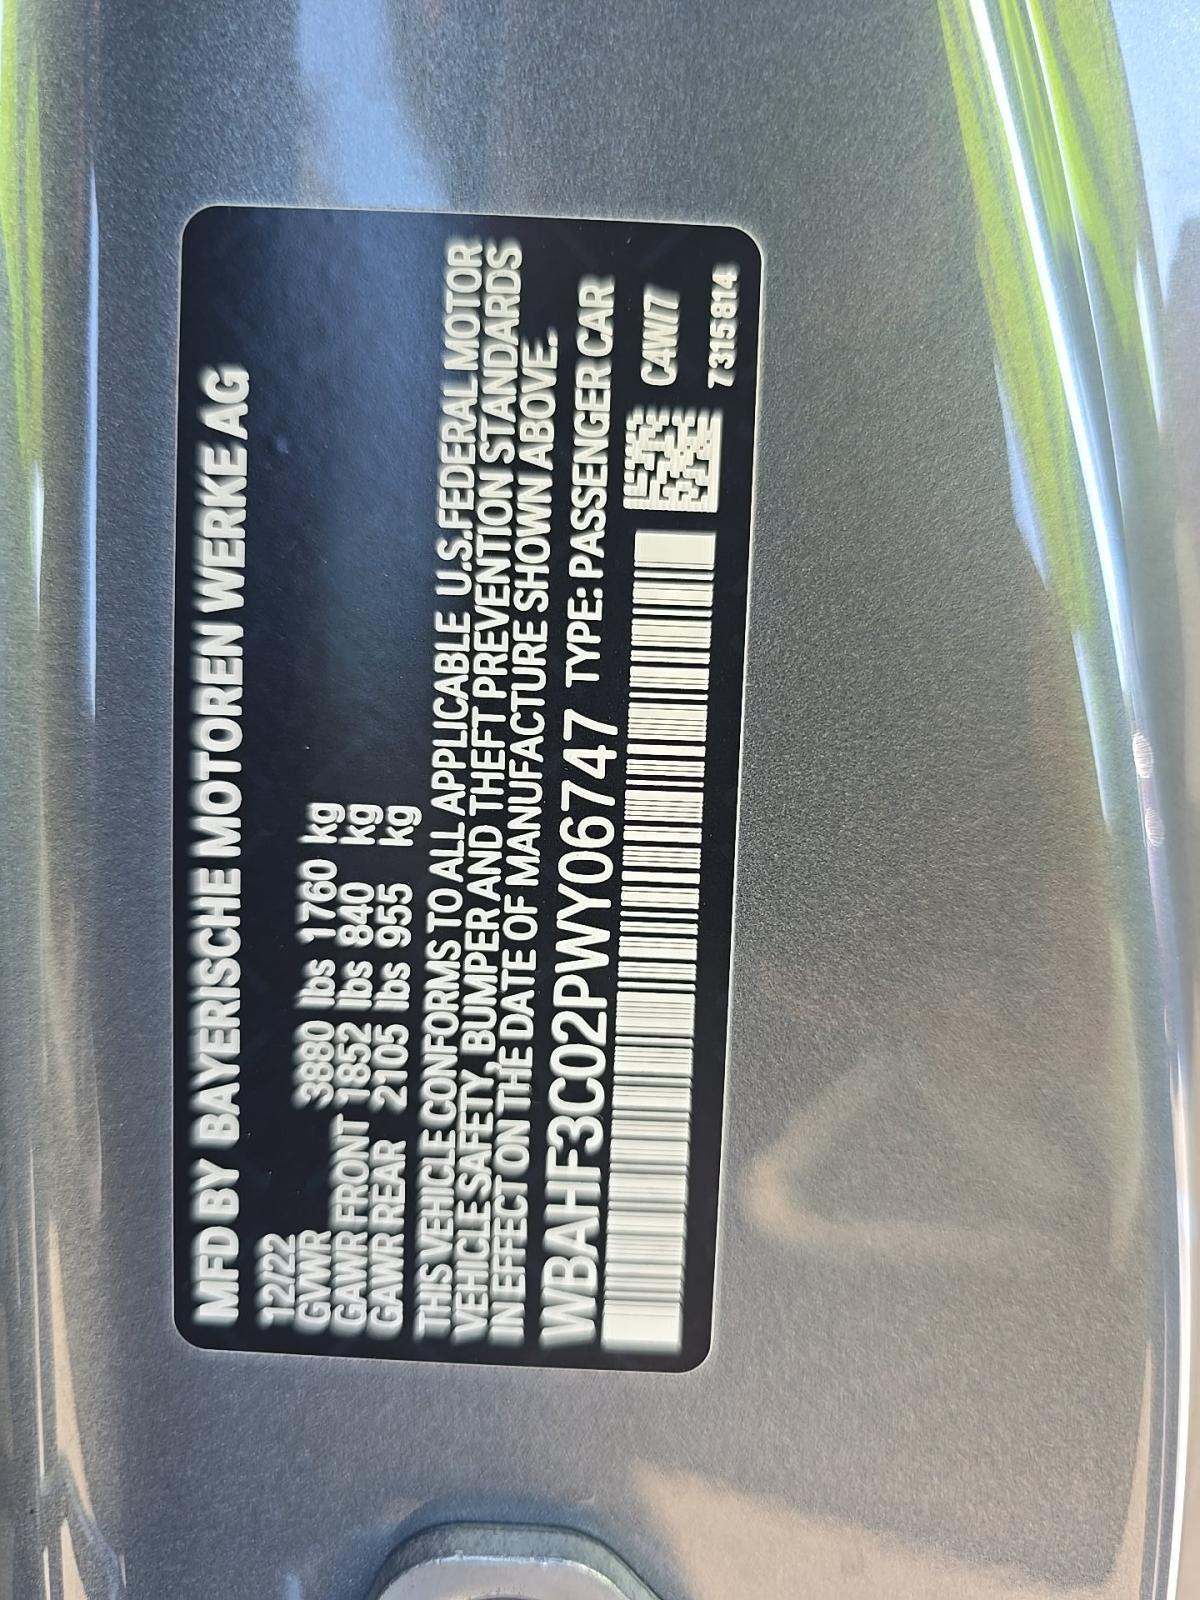 MFD BY BAYERISCHE MOTOREN WERKE AG
12/22
GVWR 3880 lbs 1760 kg
GAWR FRONT 1852 lbs 840 kg
GAWR REAR 2105 lbs 955 kg
THIS VEHICLE CONFORMS TO ALL APPLICABLE U.S.FEDERAL MOTOR
VEHICLE SAFETY, BUMPER AND THEFT PREVENTION STANDARDS
IN EFFECT ON THE DATE OF MANUFACTURE SHOWN ABOVE.
WBAHF3C02PWY06747 TYPE: PASSENGER CAR
C4W/7
7315814